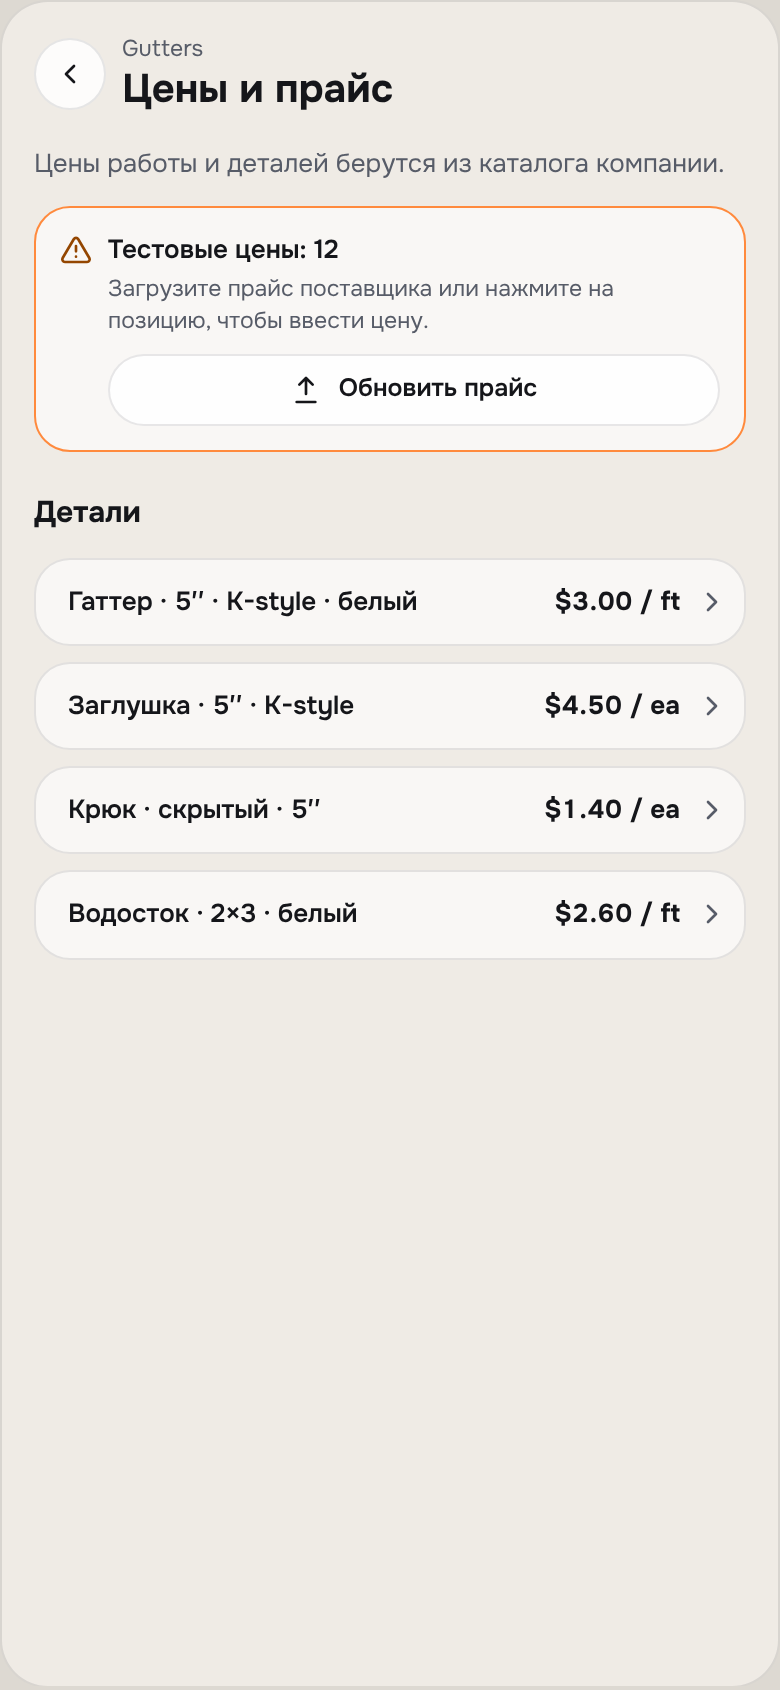 Gutters
Цены и прайс
Цены работы и деталей берутся из каталога компании.
Тестовые цены: 12
Загрузите прайс поставщика или нажмите на
позицию, чтобы ввести цену.
Обновить прайс
Детали
Гаттер · 5″ · K-style · белый $3.00 / ft
Заглушка · 5″ · K-style $4.50 / ea
Крюк · скрытый · 5″ $1.40 / ea
Водосток · 2×3 · белый $2.60 / ft